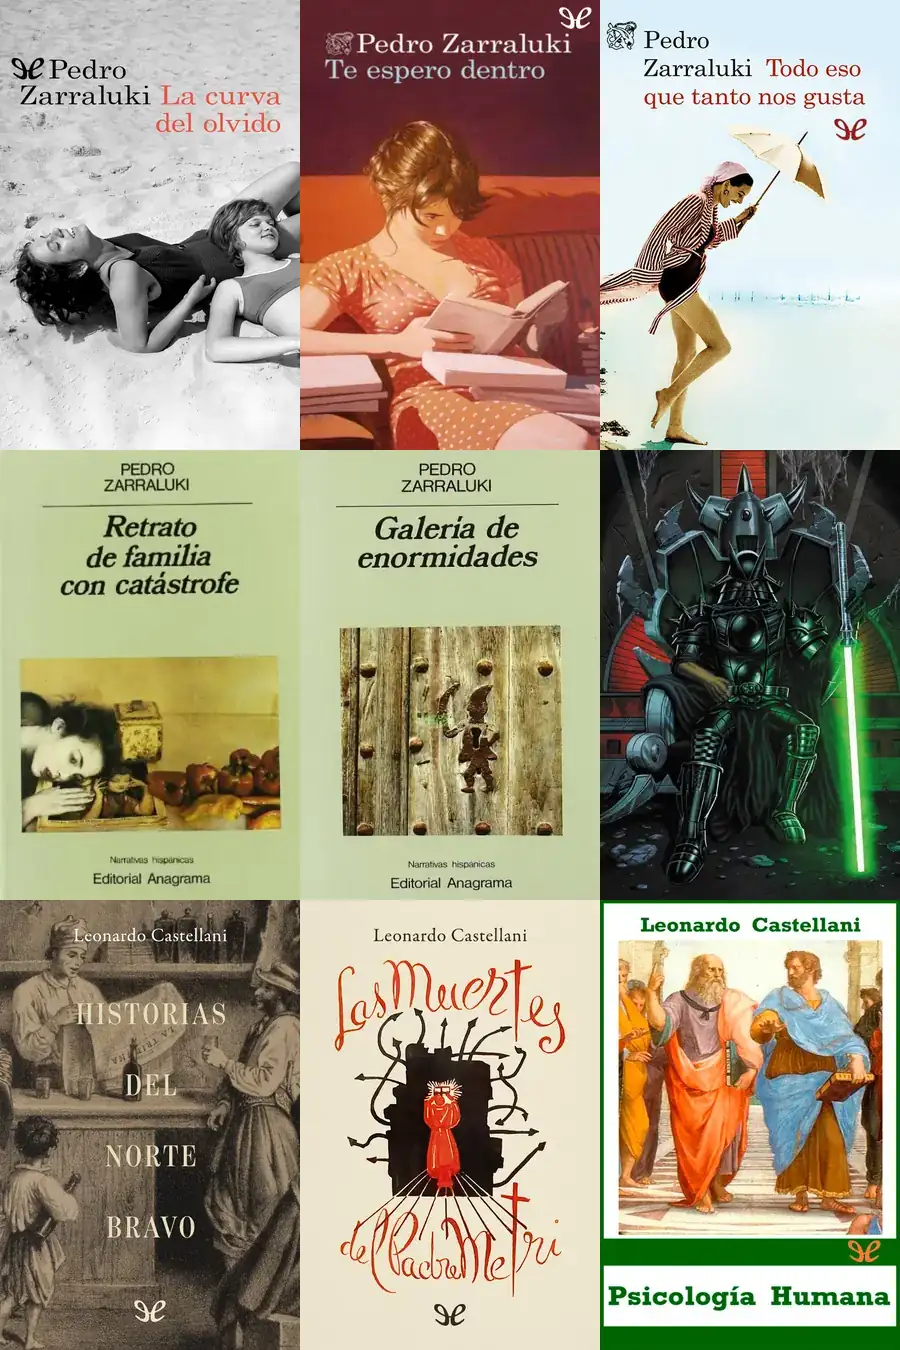 Pedro
Zarraluki La curva
del olvido
Pedro Zarraluki
Te espero dentro
Pedro
Zarraluki Todo eso
que tanto nos gusta
PEDRO
ZARRALUKI
Retrato
de familia
con catástrofe
Narrativas hispánicas
Editorial Anagrama
PEDRO
ZARRALUKI
Galería de
enormidades
Narrativas hispánicas
Editorial Anagrama
Leonardo Castellani
HISTORIAS
DEL
NORTE
BRAVO
LA TRIBUNA
Leonardo Castellani
Las Muertes
del Padre Metri
Leonardo Castellani
Psicología Humana